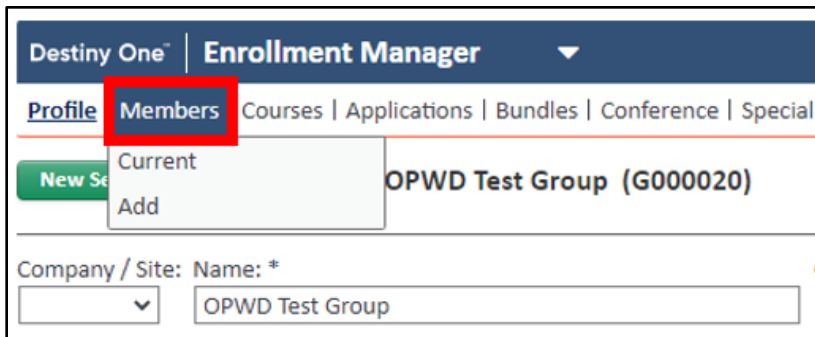 Destiny One™ | Enrollment Manager
Profile Members Courses | Applications | Bundles | Conference | Special
Current
New OPWD Test Group (G000020)
Add
Company / Site: Name: *
OPWD Test Group